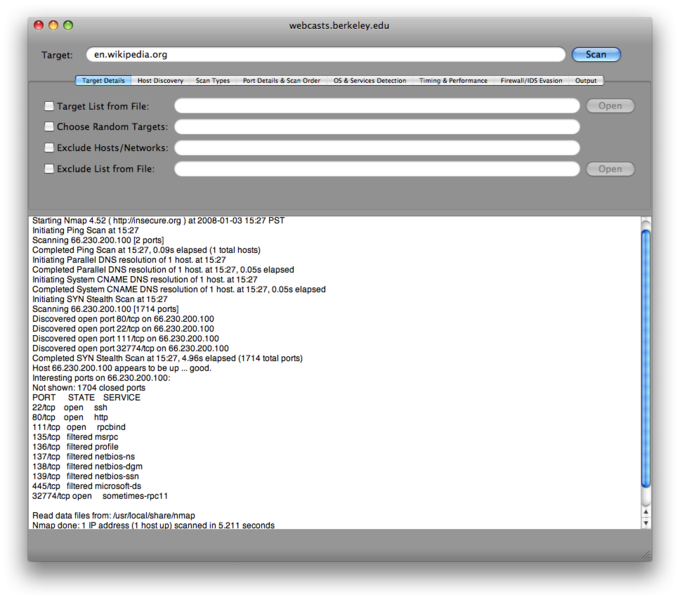 webcasts.berkeley.edu
Target: en.wikipedia.org Scan
Target Details Host Discovery Scan Types Port Details & Scan Order OS & Services Detection Timing & Performance Firewall/IDS Evasion Output
Target List from File: Open
Choose Random Targets:
Exclude Hosts/Networks:
Exclude List from File: Open
Starting Nmap 4.52 ( http://insecure.org ) at 2008-01-03 15:27 PST
Initiating Ping Scan at 15:27
Scanning 66.230.200.100 [2 ports]
Completed Ping Scan at 15:27, 0.09s elapsed (1 total hosts)
Initiating Parallel DNS resolution of 1 host. at 15:27
Completed Parallel DNS resolution of 1 host. at 15:27, 0.05s elapsed
Initiating System CNAME DNS resolution of 1 host. at 15:27
Completed System CNAME DNS resolution of 1 host. at 15:27, 0.05s elapsed
Initiating SYN Stealth Scan at 15:27
Scanning 66.230.200.100 [1714 ports]
Discovered open port 80/tcp on 66.230.200.100
Discovered open port 22/tcp on 66.230.200.100
Discovered open port 111/tcp on 66.230.200.100
Discovered open port 32774/tcp on 66.230.200.100
Completed SYN Stealth Scan at 15:27, 4.96s elapsed (1714 total ports)
Host 66.230.200.100 appears to be up ... good.
Interesting ports on 66.230.200.100:
Not shown: 1704 closed ports
PORT STATE SERVICE
22/tcp open ssh
80/tcp open http
111/tcp open rpcbind
135/tcp filtered msrpc
136/tcp filtered profile
137/tcp filtered netbios-ns
138/tcp filtered netbios-dgm
139/tcp filtered netbios-ssn
445/tcp filtered microsoft-ds
32774/tcp open sometimes-rpc11
Read data files from: /usr/local/share/nmap
Nmap done: 1 IP address (1 host up) scanned in 5.211 seconds